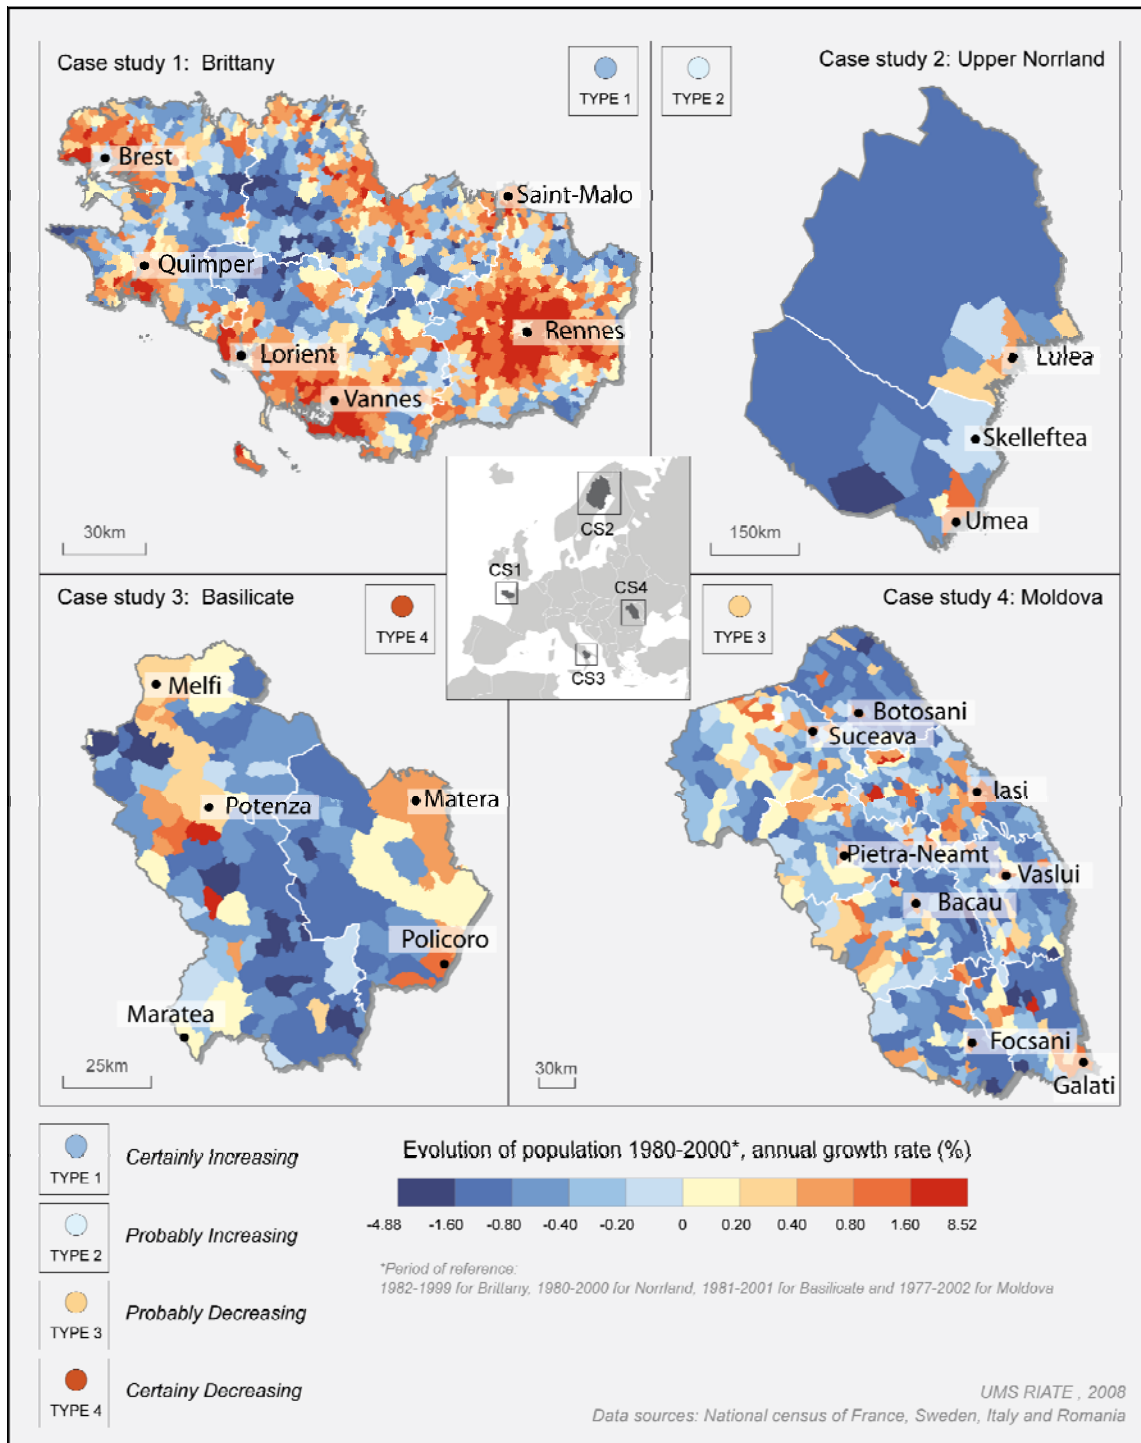 Case study 1: Brittany
TYPE 1
TYPE 2
Case study 2: Upper Norrland
Brest
Saint-Malo
Quimper
Rennes
Lorient
Vannes
30km
Lulea
Skelleftea
Umea
150km
CS2
CS1
CS4
CS3
Case study 3: Basilicate
TYPE 4
TYPE 3
Case study 4: Moldova
Melfi
Potenza
Matera
Policoro
Maratea
25km
Botosani
Suceava
Iasi
Pietra-Neamt
Vaslui
Bacau
Focsani
Galati
30km
TYPE 1
Certainly Increasing
TYPE 2
Probably Increasing
TYPE 3
Probably Decreasing
TYPE 4
Certainy Decreasing
Evolution of population 1980-2000*, annual growth rate (%)
-4.88 -1.60 -0.80 -0.40 -0.20 0 0.20 0.40 0.80 1.60 8.52
*Period of reference:
1982-1999 for Brittany, 1980-2000 for Norrland, 1981-2001 for Basilicate and 1977-2002 for Moldova
UMS RIATE , 2008
Data sources: National census of France, Sweden, Italy and Romania